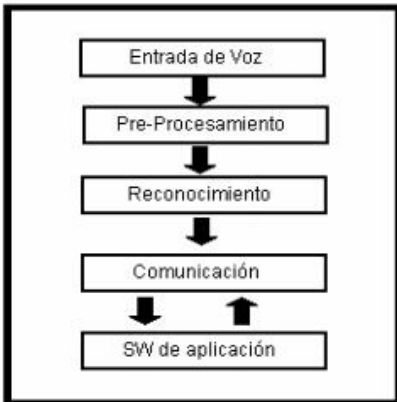 Entrada de Voz
Pre-Procesamiento
Reconocimiento
Comunicación
SW de aplicación